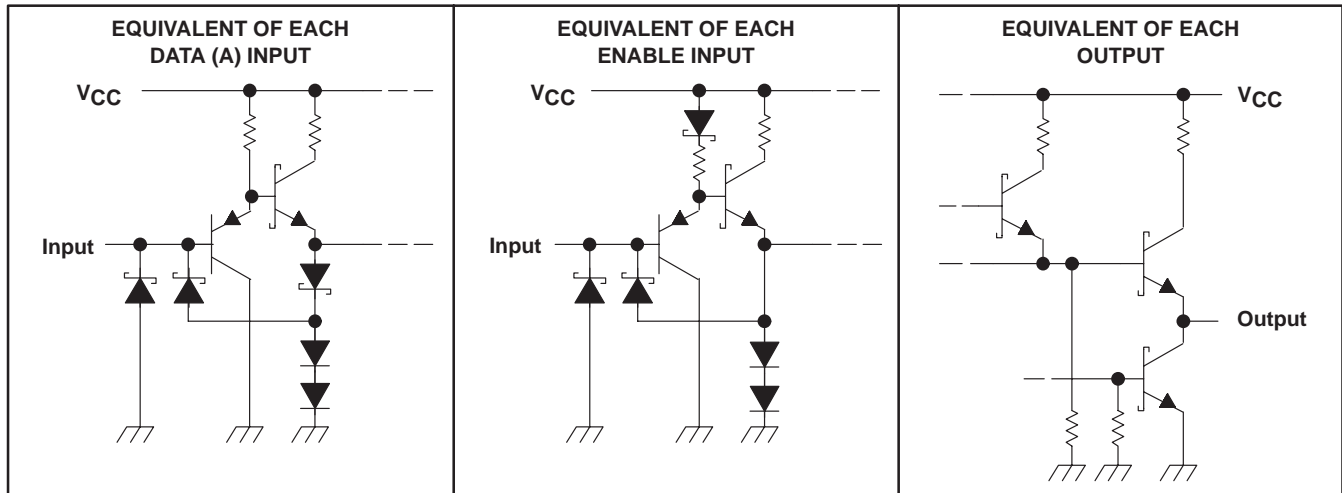 EQUIVALENT OF EACH
DATA (A) INPUT
VCC
Input
EQUIVALENT OF EACH
ENABLE INPUT
VCC
Input
EQUIVALENT OF EACH
OUTPUT
VCC
Output